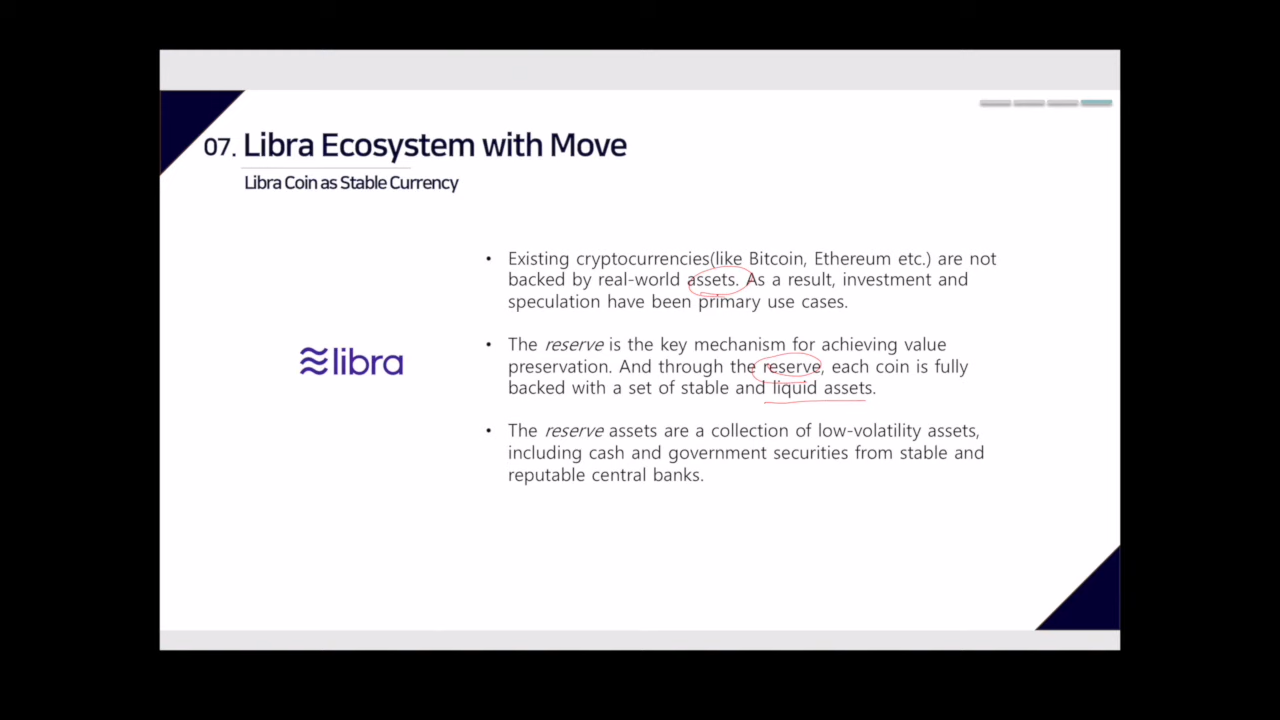 07. Libra Ecosystem with Move
Libra Coin as Stable Currency
• Existing cryptocurrencies(like Bitcoin, Ethereum etc.) are not
backed by real-world assets. As a result, investment and
speculation have been primary use cases.
libra
• The reserve is the key mechanism for achieving value
preservation. And through the reserve, each coin is fully
backed with a set of stable and liquid assets.
• The reserve assets are a collection of low-volatility assets,
including cash and government securities from stable and
reputable central banks.